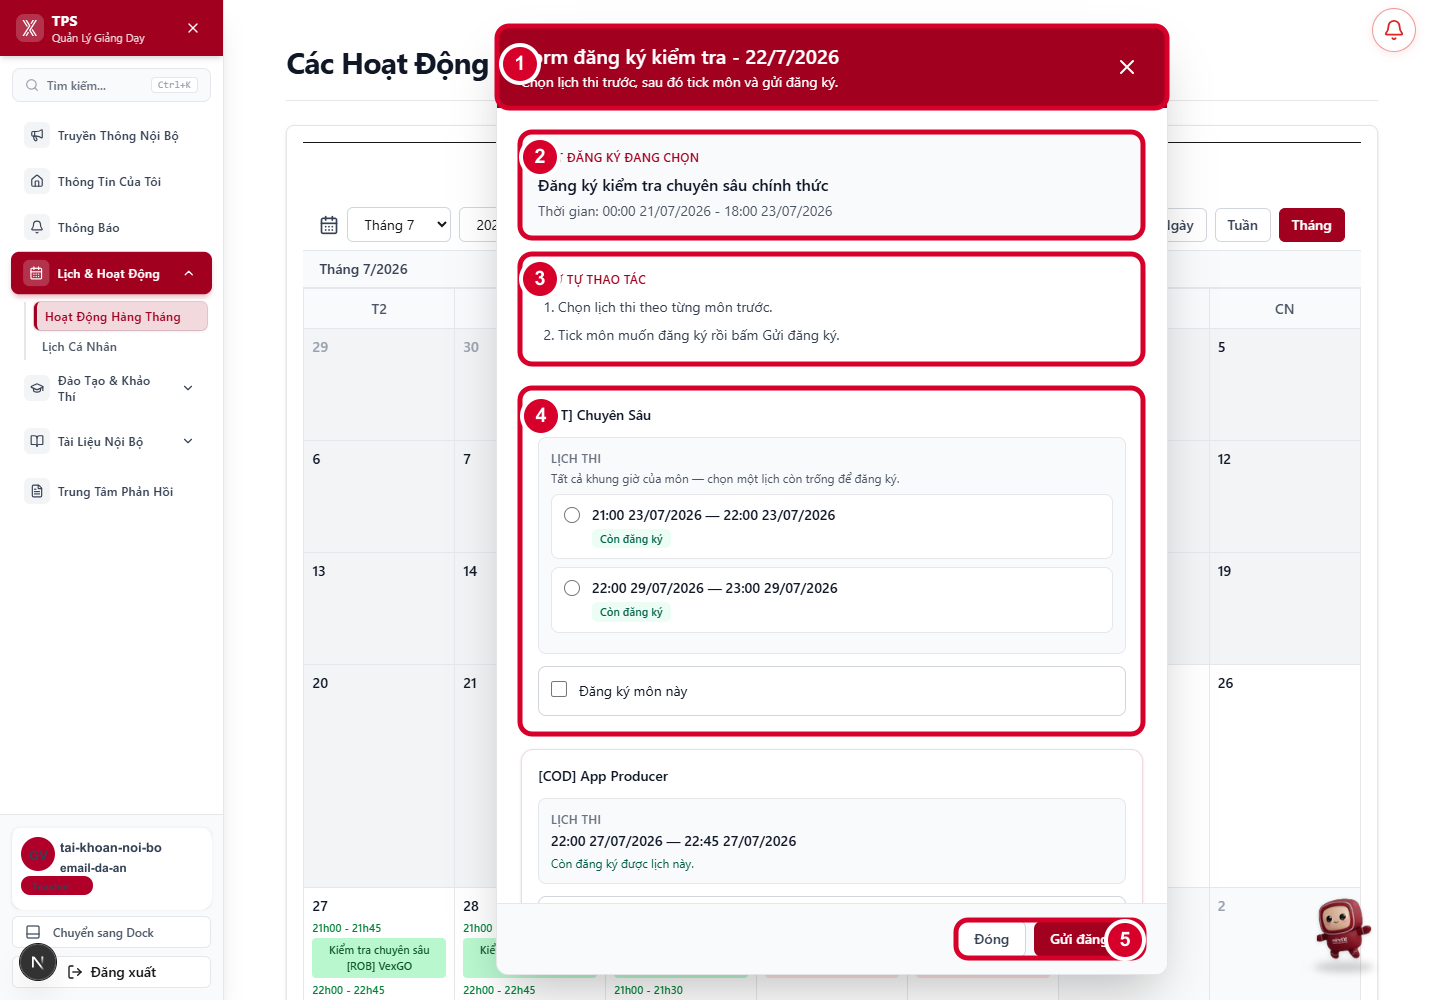 TPS
Quản Lý Giảng Dạy
Tìm kiếm...
Ctrl+K
Truyền Thông Nội Bộ
Thông Tin Của Tôi
Thông Báo
Lịch & Hoạt Động
Hoạt Động Hàng Tháng
Lịch Cá Nhân
Đào Tạo & Khảo
Thí
Tài Liệu Nội Bộ
Trung Tâm Phản Hồi
tai-khoan-noi-bo
email-da-an
Chuyển sang Dock
N
Đăng xuất
Các Hoạt Động
Tháng 7
202
Tuần
Tháng
Tháng 7/2026
T2
CN
29
30
5
6
7
12
13
14
19
20
21
26
27
28
2
21h00 - 21h45
21h00
Kiểm tra chuyên sâu
[ROB] VexGO
22h00 - 22h45
22h00 - 22h45
21h00 - 21h30
1
orm đăng ký kiểm tra - 22/7/2026
họn lịch thi trước, sau đó tick môn và gửi đăng ký.
2
ĐĂNG KÝ ĐANG CHỌN
Đăng ký kiểm tra chuyên sâu chính thức
Thời gian: 00:00 21/07/2026 - 18:00 23/07/2026
3
TỰ THAO TÁC
1. Chọn lịch thi theo từng môn trước.
2. Tick môn muốn đăng ký rồi bấm Gửi đăng ký.
4
T] Chuyên Sâu
LỊCH THI
Tất cả khung giờ của môn — chọn một lịch còn trống để đăng ký.
21:00 23/07/2026 — 22:00 23/07/2026
Còn đăng ký
22:00 29/07/2026 — 23:00 29/07/2026
Còn đăng ký
Đăng ký môn này
[COD] App Producer
LỊCH THI
22:00 27/07/2026 — 22:45 27/07/2026
Còn đăng ký được lịch này.
Đóng
Gửi đăng
5